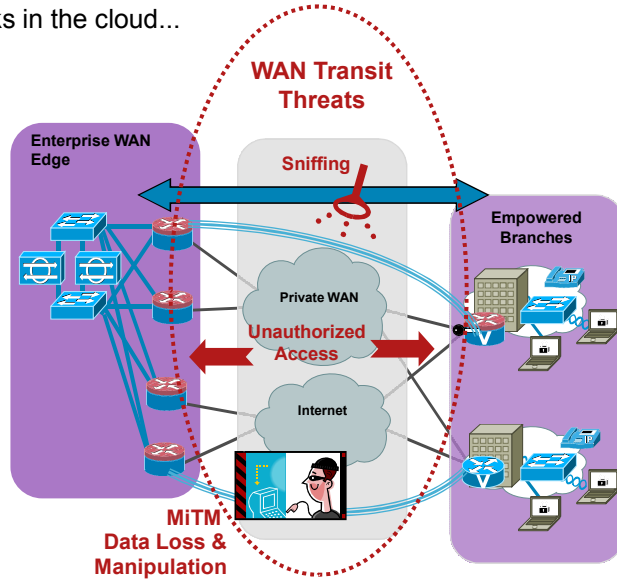 ks in the cloud...
WAN Transit
Threats
Enterprise WAN
Edge
Sniffing
Empowered
Branches
Private WAN
Unauthorized
Access
Internet
MiTM
Data Loss &
Manipulation
IP
V
V